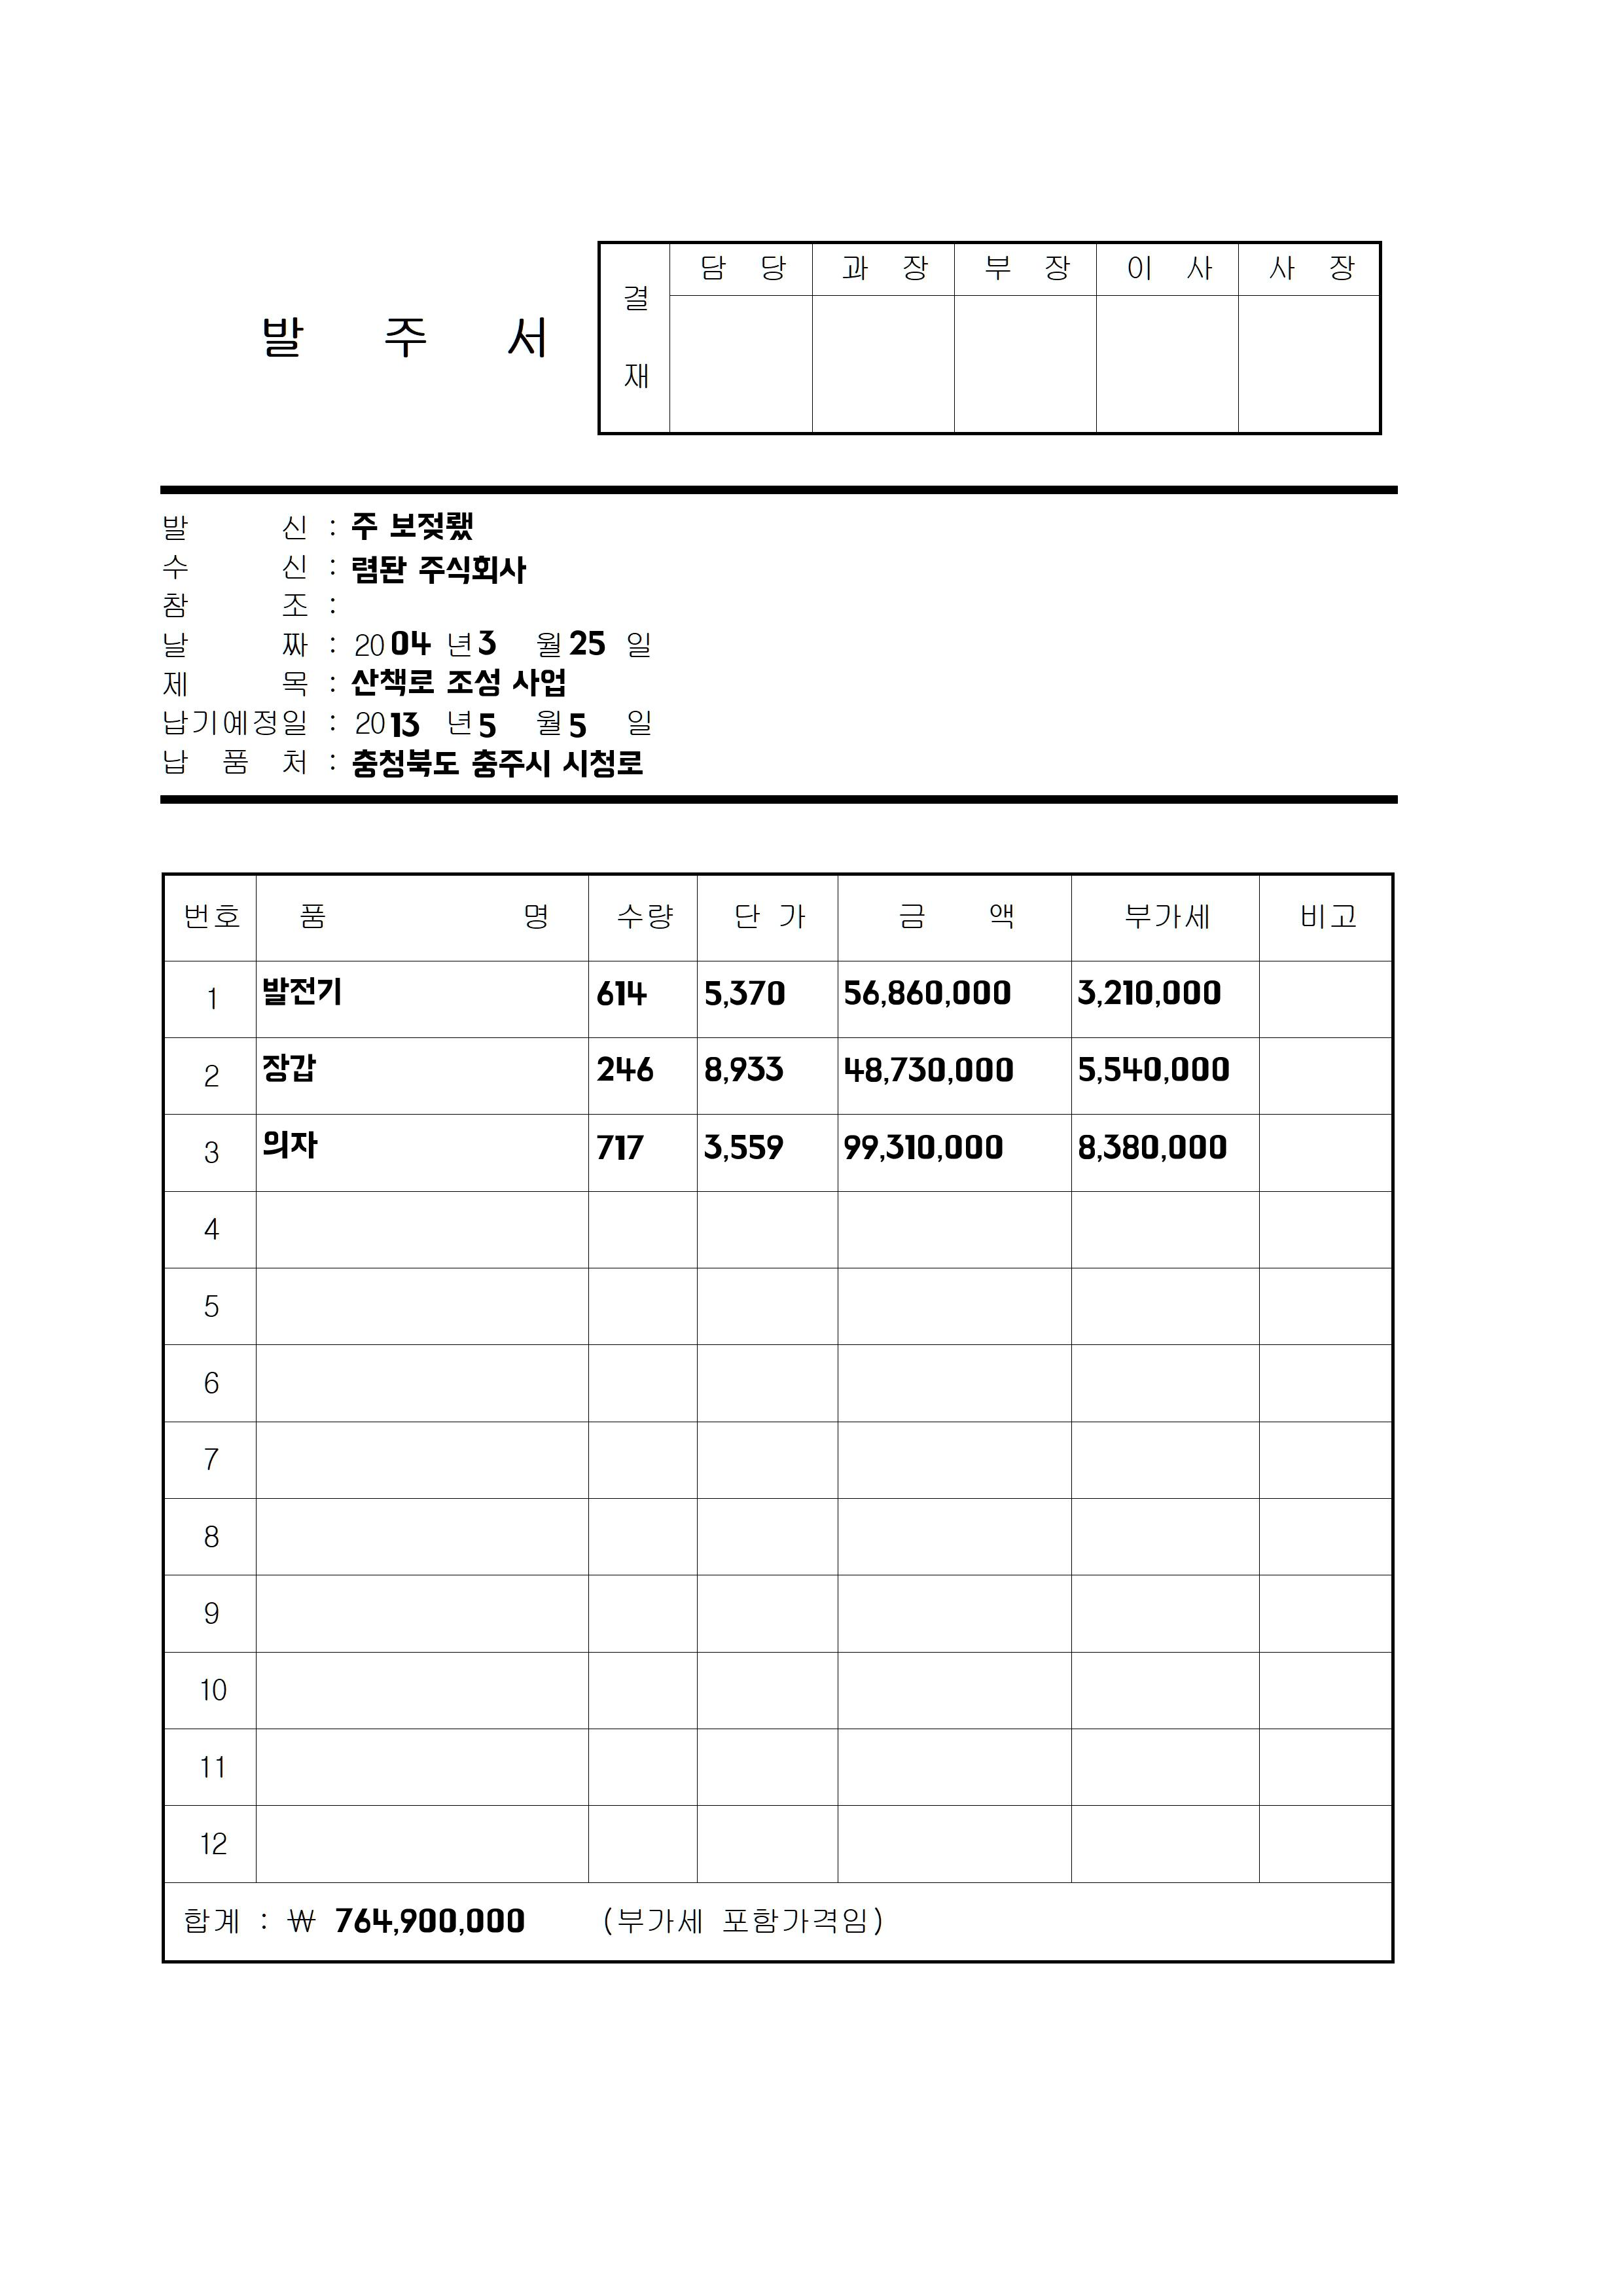 발 주 서
결 재
담 당 과 장 부 장 이 사 사 장
발 신 : 주 보젖뙜
수 신 : 렴돤 주식회사
참 조 :
날 짜 : 2004 년 3 월 25 일
제 목 : 산책로 조성 사업
납기예정일 : 2013 년 5 월 5 일
납 품 처 : 충청북도 충주시 시청로
번호 품 명 수량 단 가 금 액 부가세 비고
1 발전기 614 5,370 56,860,000 3,210,000
2 장갑 246 8,933 48,730,000 5,540,000
3 의자 717 3,559 99,310,000 8,380,000
4
5
6
7
8
9
10
11
12
합계 : ₩ 764,900,000 (부가세 포함가격임)